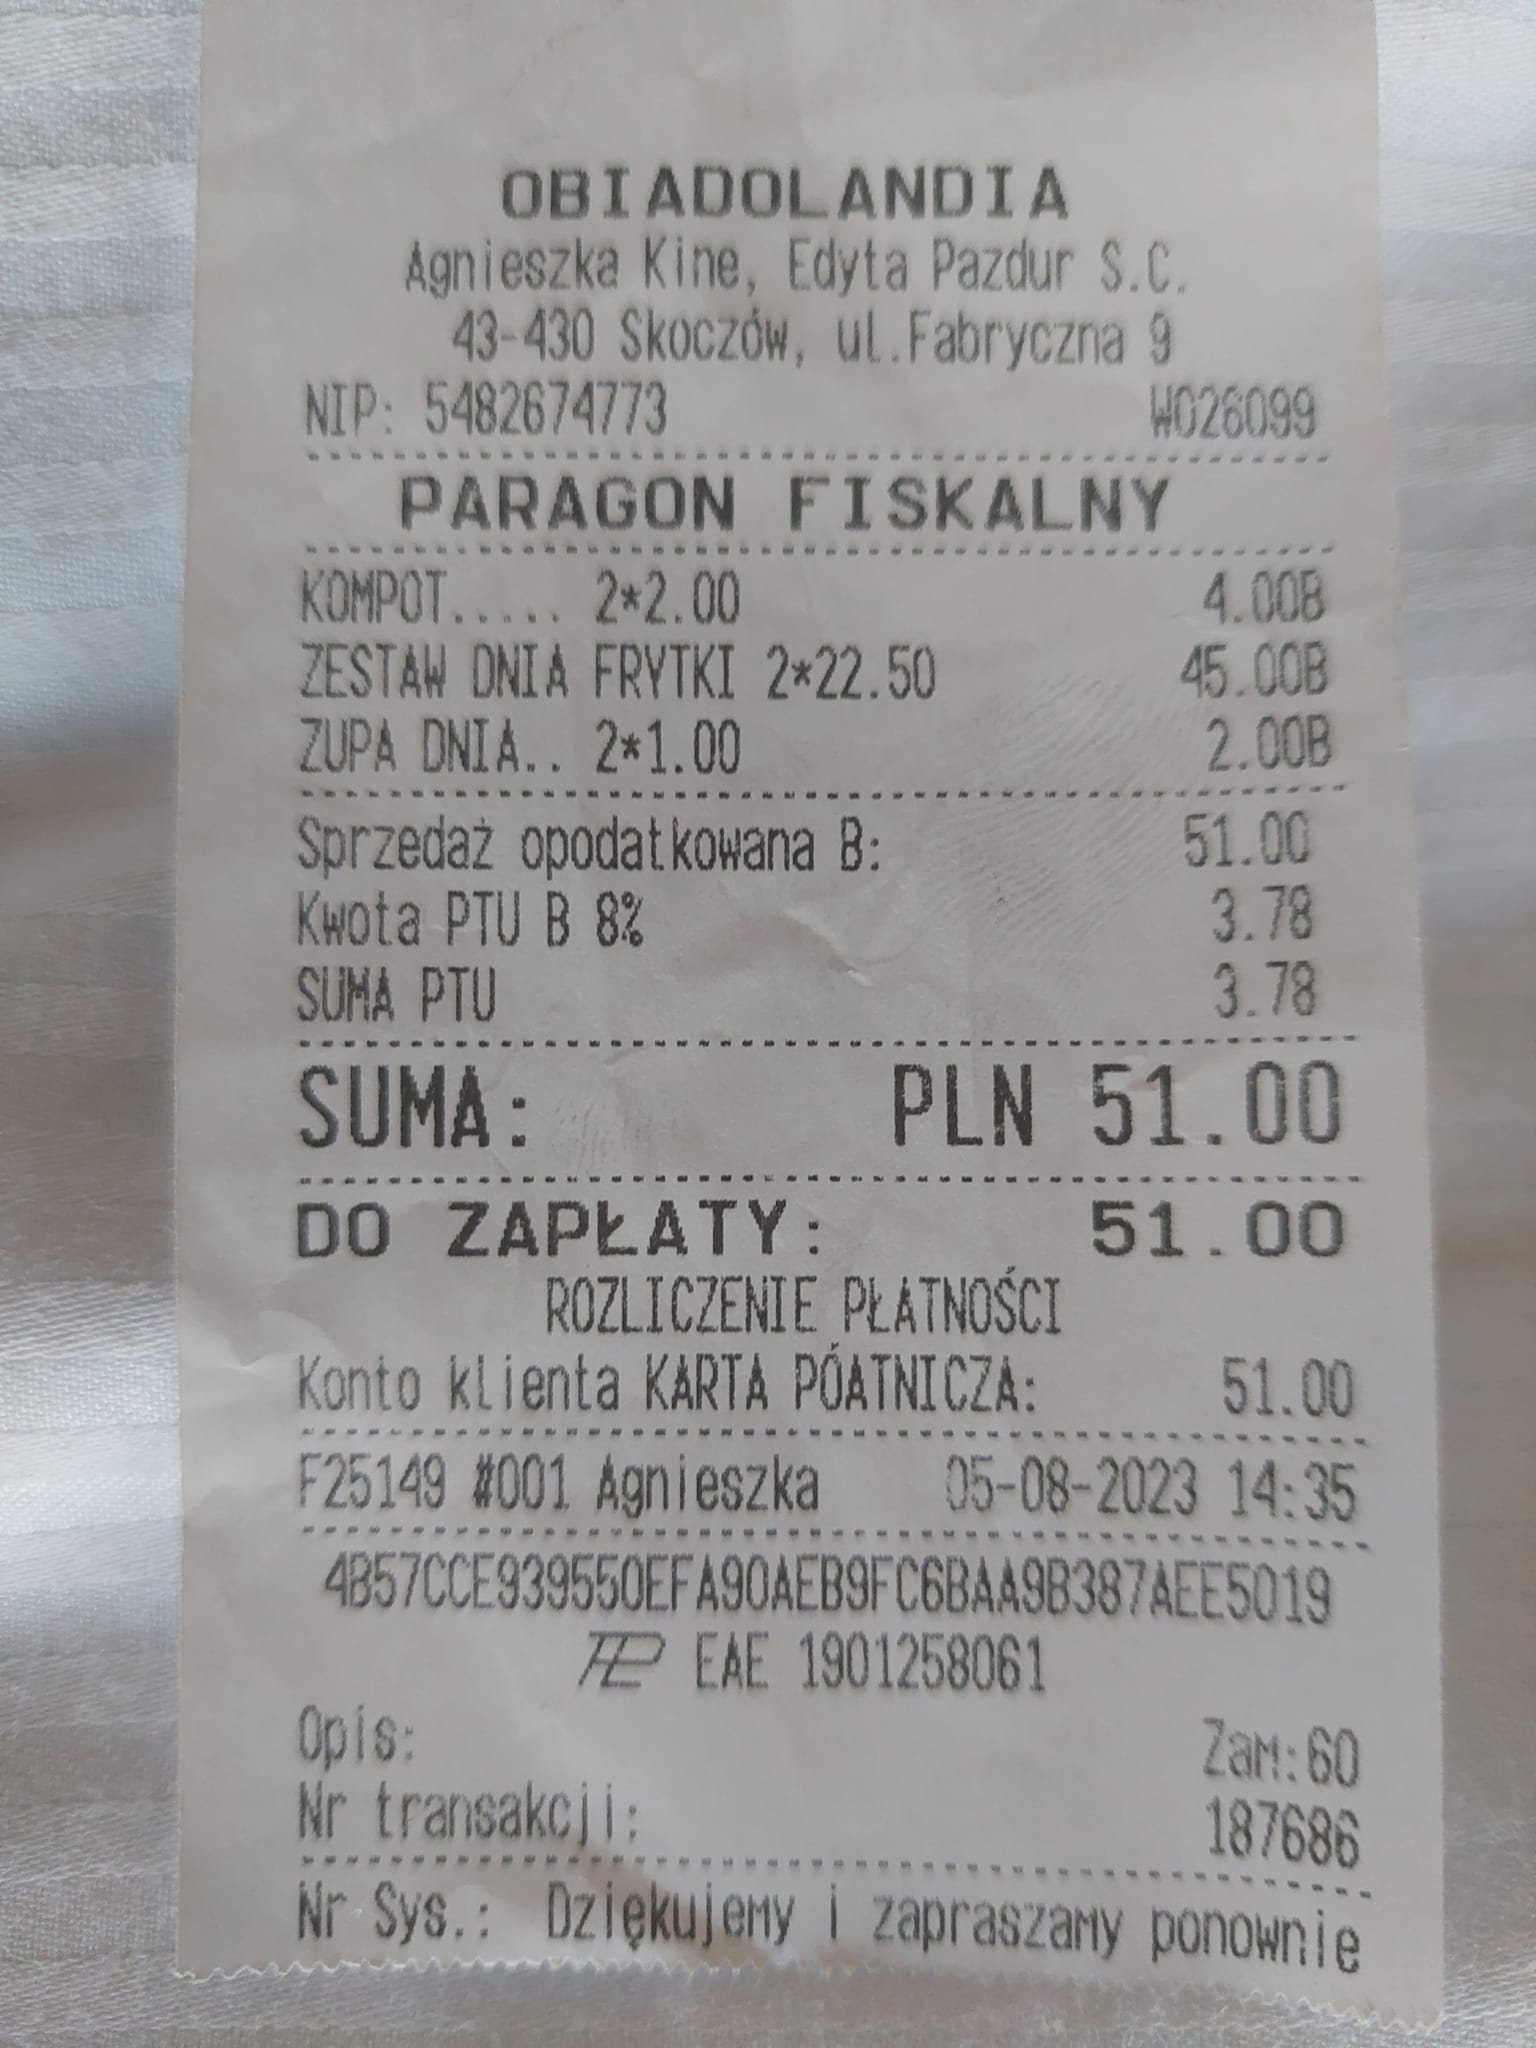 OBIADOLANDIA
Agnieszka Kine, Edyta Pazdur S.C.
43-430 Skoczów, ul.Fabryczna 9
NIP: 5482674773 W026099
PARAGON FISKALNY
KOMPOT..... 2*2.00 4.00B
ZESTAW DNIA FRYTKI 2*22.50 45.00B
ZUPA DNIA.. 2*1.00 2.00B
Sprzedaż opodatkowana B: 51.00
Kwota PTU B 8% 3.78
SUMA PTU 3.78
SUMA: PLN 51.00
DO ZAPŁATY: 51.00
ROZLICZENIE PŁATNOŚCI
Konto klienta KARTA PÓATNICZA: 51.00
F25149 #001 Agnieszka 05-08-2023 14:35
4B57CCE939550EFA90AEB9FC6BAA9B387AEE5019
EAE 1901258061
Opis: Zam:60
Nr transakcji: 187686
Nr Sys.: Dziękujemy i zapraszamy ponownie